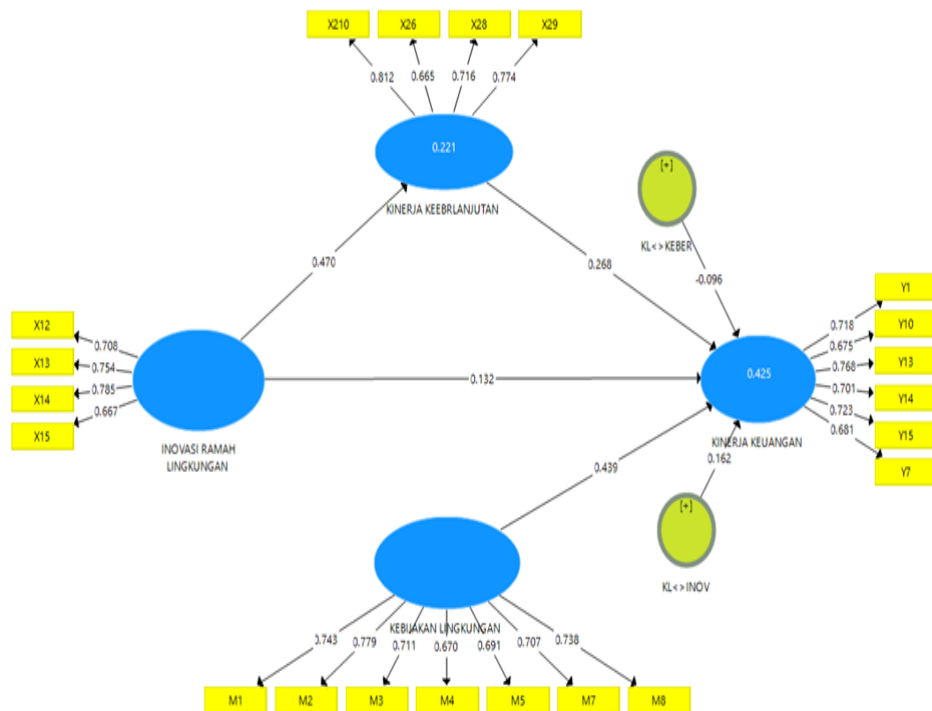 X210 X26 X28 X29
0.812 0.665 0.716 0.774
0.221
KINERJA KEEBRLANJUTAN
[+]
KL<>KEBER
0.470
0.268
-0.096
X12
X13
X14
X15
0.708
0.754
0.785
0.667
INOVASI RAMAH
LINGKUNGAN
0.132
0.425
KINERJA KEUANGAN
0.718
0.675
0.768
0.701
0.723
0.681
Y1
Y10
Y13
Y14
Y15
Y7
0.439
0.162
[+]
KL<>INOV
KEBIJAKAN LINGKUNGAN
0.743 0.779 0.711 0.670 0.691 0.707 0.738
M1 M2 M3 M4 M5 M7 M8